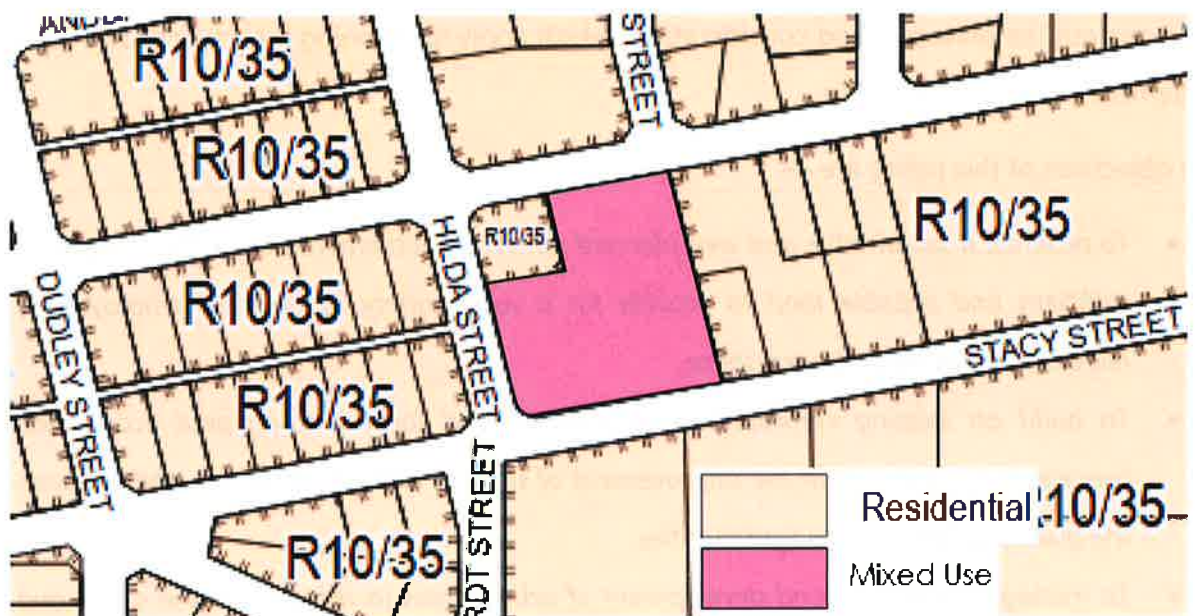 STREET
R10/35
R10/35
R10/35
R10/35
HILDA STREET
R10/35
DUDLEY STREET
STACY STREET
R10/35
R10/35
RDT STREET
Residential
10/35
Mixed Use